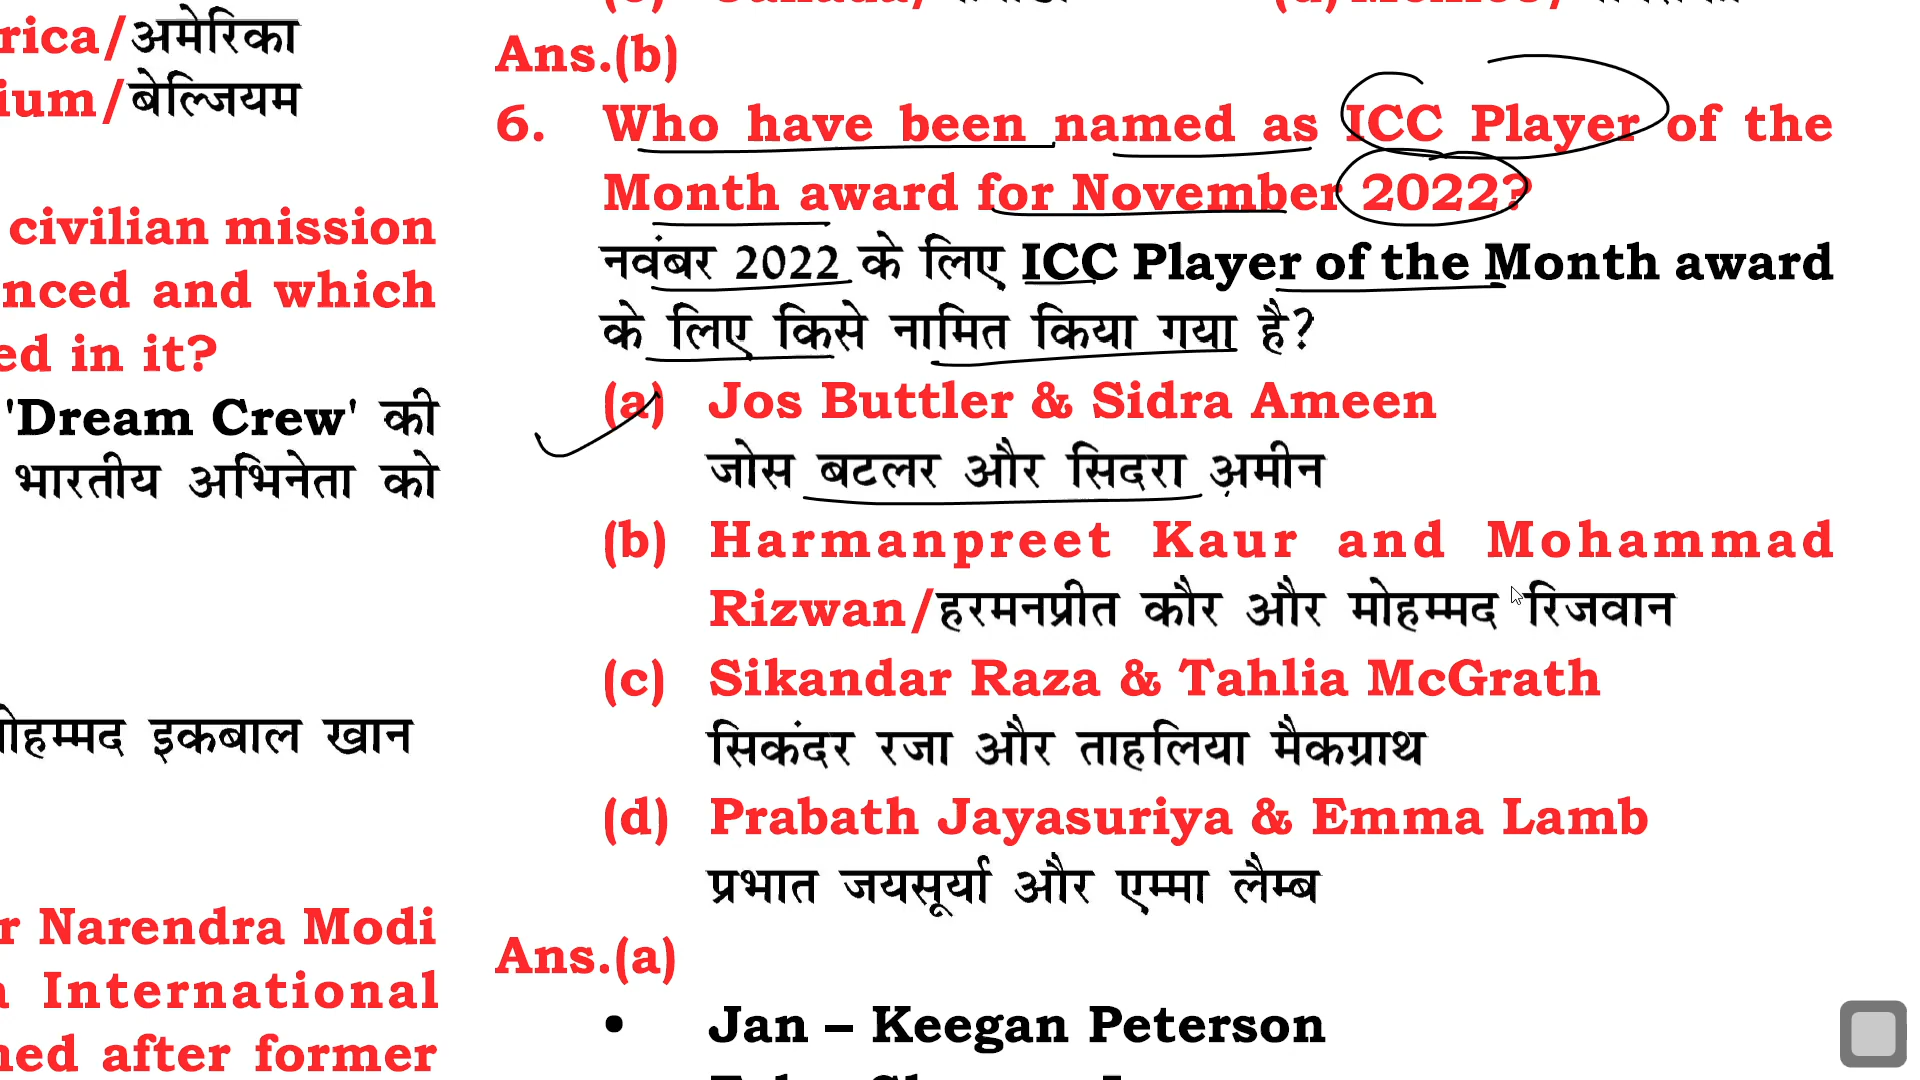 rica/अमेरिका
ium/बेल्जियम
civilian mission
nced and which
ed in it?
'Dream Crew' की
भारतीय अभिनेता को
मोहम्मद इकबाल खान
r Narendra Modi
International
ned after former
Ans.(b)
6. Who have been named as ICC Player of the
Month award for November 2022?
नवंबर 2022 के लिए ICC Player of the Month award
के लिए किसे नामित किया गया है?
(a) Jos Buttler & Sidra Ameen
जोस बटलर और सिदरा अमीन
(b) Harmanpreet Kaur and Mohammad
Rizwan/हरमनप्रीत कौर और मोहम्मद रिजवान
(c) Sikandar Raza & Tahlia McGrath
सिकंदर रजा और ताहलिया मैकग्राथ
(d) Prabath Jayasuriya & Emma Lamb
प्रभात जयसूर्या और एम्मा लैम्ब
Ans.(a)
• Jan – Keegan Peterson